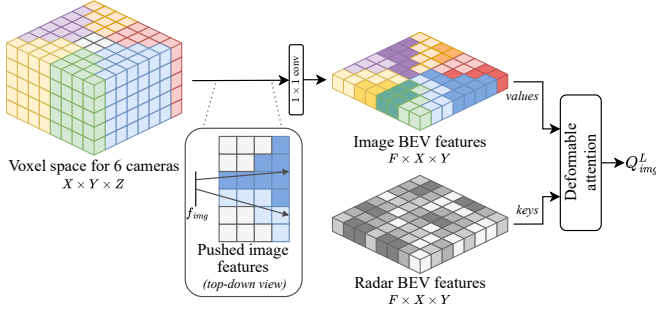 Voxel space for 6 cameras
X × Y × Z
1 × 1 conv
f_img
Pushed image
features
(top-down view)
Image BEV features
F × X × Y
Radar BEV features
F × X × Y
values
keys
Deformable
attention
Q^L_img